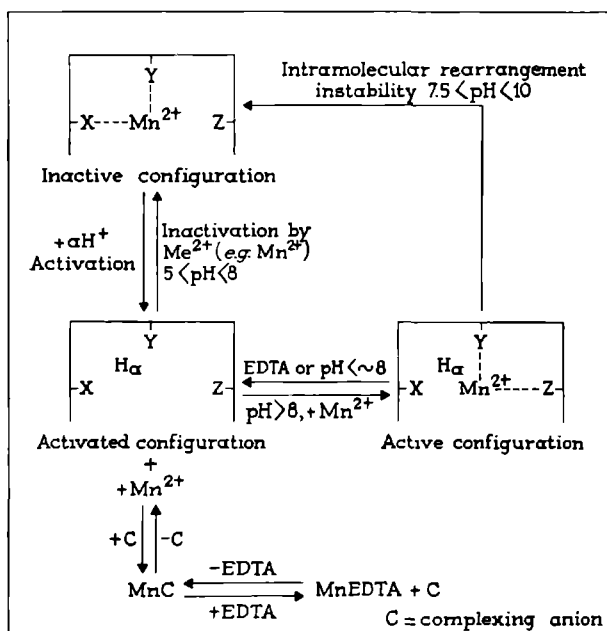 Y
X----Mn²⁺ Z
Inactive configuration
Intramolecular rearrangement
instability 7.5<pH<10
+αH⁺
Activation
Inactivation by
Me²⁺(e.g. Mn²⁺)
5<pH<8
Y
Hα
X Z
Activated configuration
EDTA or pH<~8
pH>8,+Mn²⁺
Y
Hα
X Mn²⁺----Z
Active configuration
+
+Mn²⁺
+C -C
MnC
-EDTA
+EDTA
MnEDTA + C
C=complexing anion